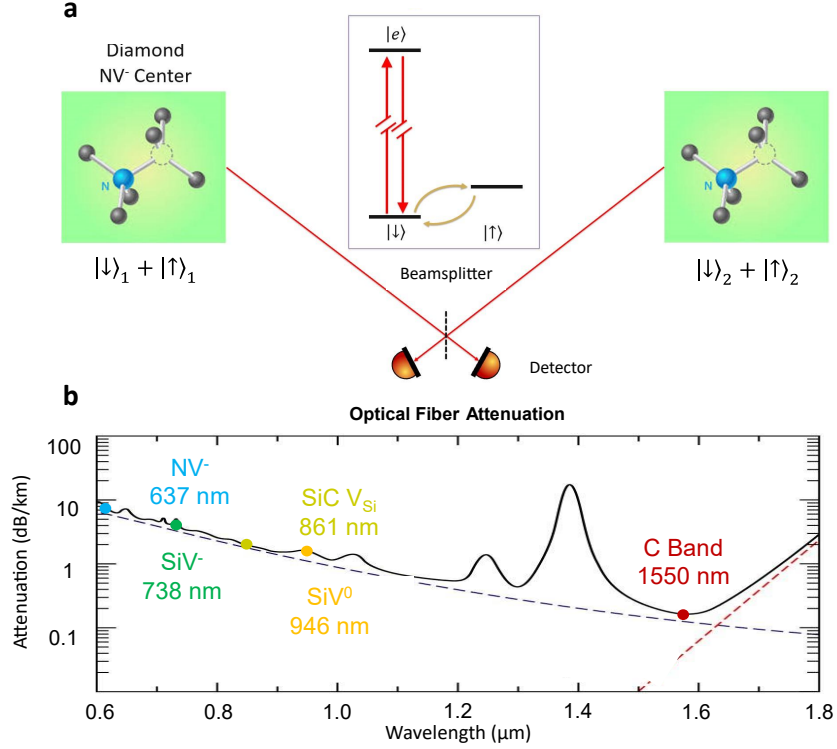 a
Diamond
NV⁻ Center
N
|↓⟩₁ + |↑⟩₁
|e⟩
|↓⟩
|↑⟩
N
|↓⟩₂ + |↑⟩₂
Beamsplitter
Detector
b
Optical Fiber Attenuation
Attenuation (dB/km)
100
10
1
0.1
NV⁻
637 nm
SiV⁻
738 nm
SiC V_Si
861 nm
SiV⁰
946 nm
C Band
1550 nm
0.6
0.8
1.0
1.2
1.4
1.6
1.8
Wavelength (μm)